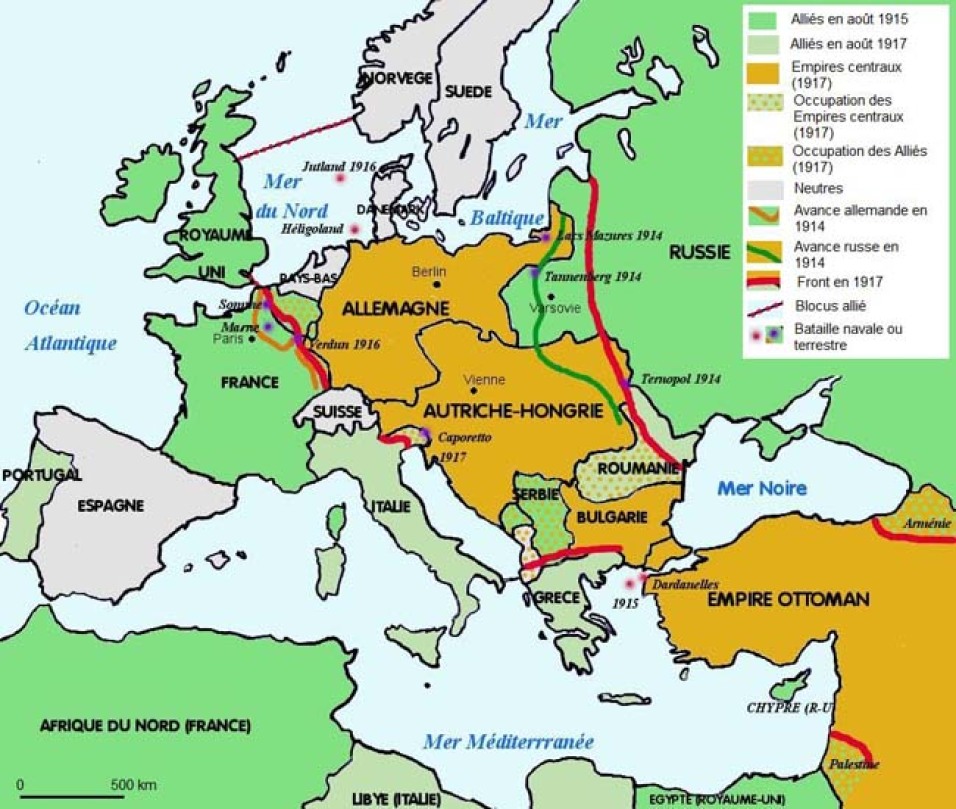 Alliés en août 1915
Alliés en août 1917
Empires centraux
(1917)
Occupation des
Empires centraux
(1917)
Occupation des Alliés
(1917)
Neutres
Avance allemande en
1914
Avance russe en
1914
Front en 1917
Blocus allié
Bataille navale ou
terrestre
NORVEGE
SUEDE
Mer
Baltique
Jutland 1916
Mer
du Nord
DANEMARK
Héligoland
ROYAUME
UNI
PAYS-BAS
Lacs Mazures 1914
RUSSIE
Berlin
Tannenberg 1914
Varsovie
Océan
Atlantique
Somme
Marne
Paris
ALLEMAGNE
Verdun 1916
FRANCE
Vienne
Ternopol 1914
SUISSE
AUTRICHE-HONGRIE
Caporetto
1917
ROUMANIE
PORTUGAL
ESPAGNE
ITALIE
SERBIE
BULGARIE
Mer Noire
Arménie
GRECE
Dardanelles
1915
EMPIRE OTTOMAN
CHYPRE (R-U
AFRIQUE DU NORD (FRANCE)
Mer Méditerrranée
Palestine
0 500 km
LIBYE (ITALIE)
EGYPTE (ROYAUME-UNI)